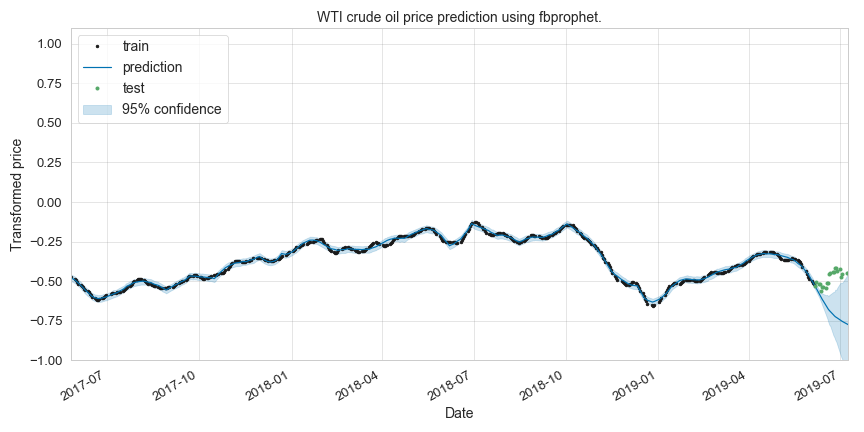 WTI crude oil price prediction using fbprophet.
train
prediction
test
95% confidence
Transformed price
1.00
0.75
0.50
0.25
0.00
−0.25
−0.50
−0.75
−1.00
2017-07
2017-10
2018-01
2018-04
2018-07
2018-10
2019-01
2019-04
2019-07
Date